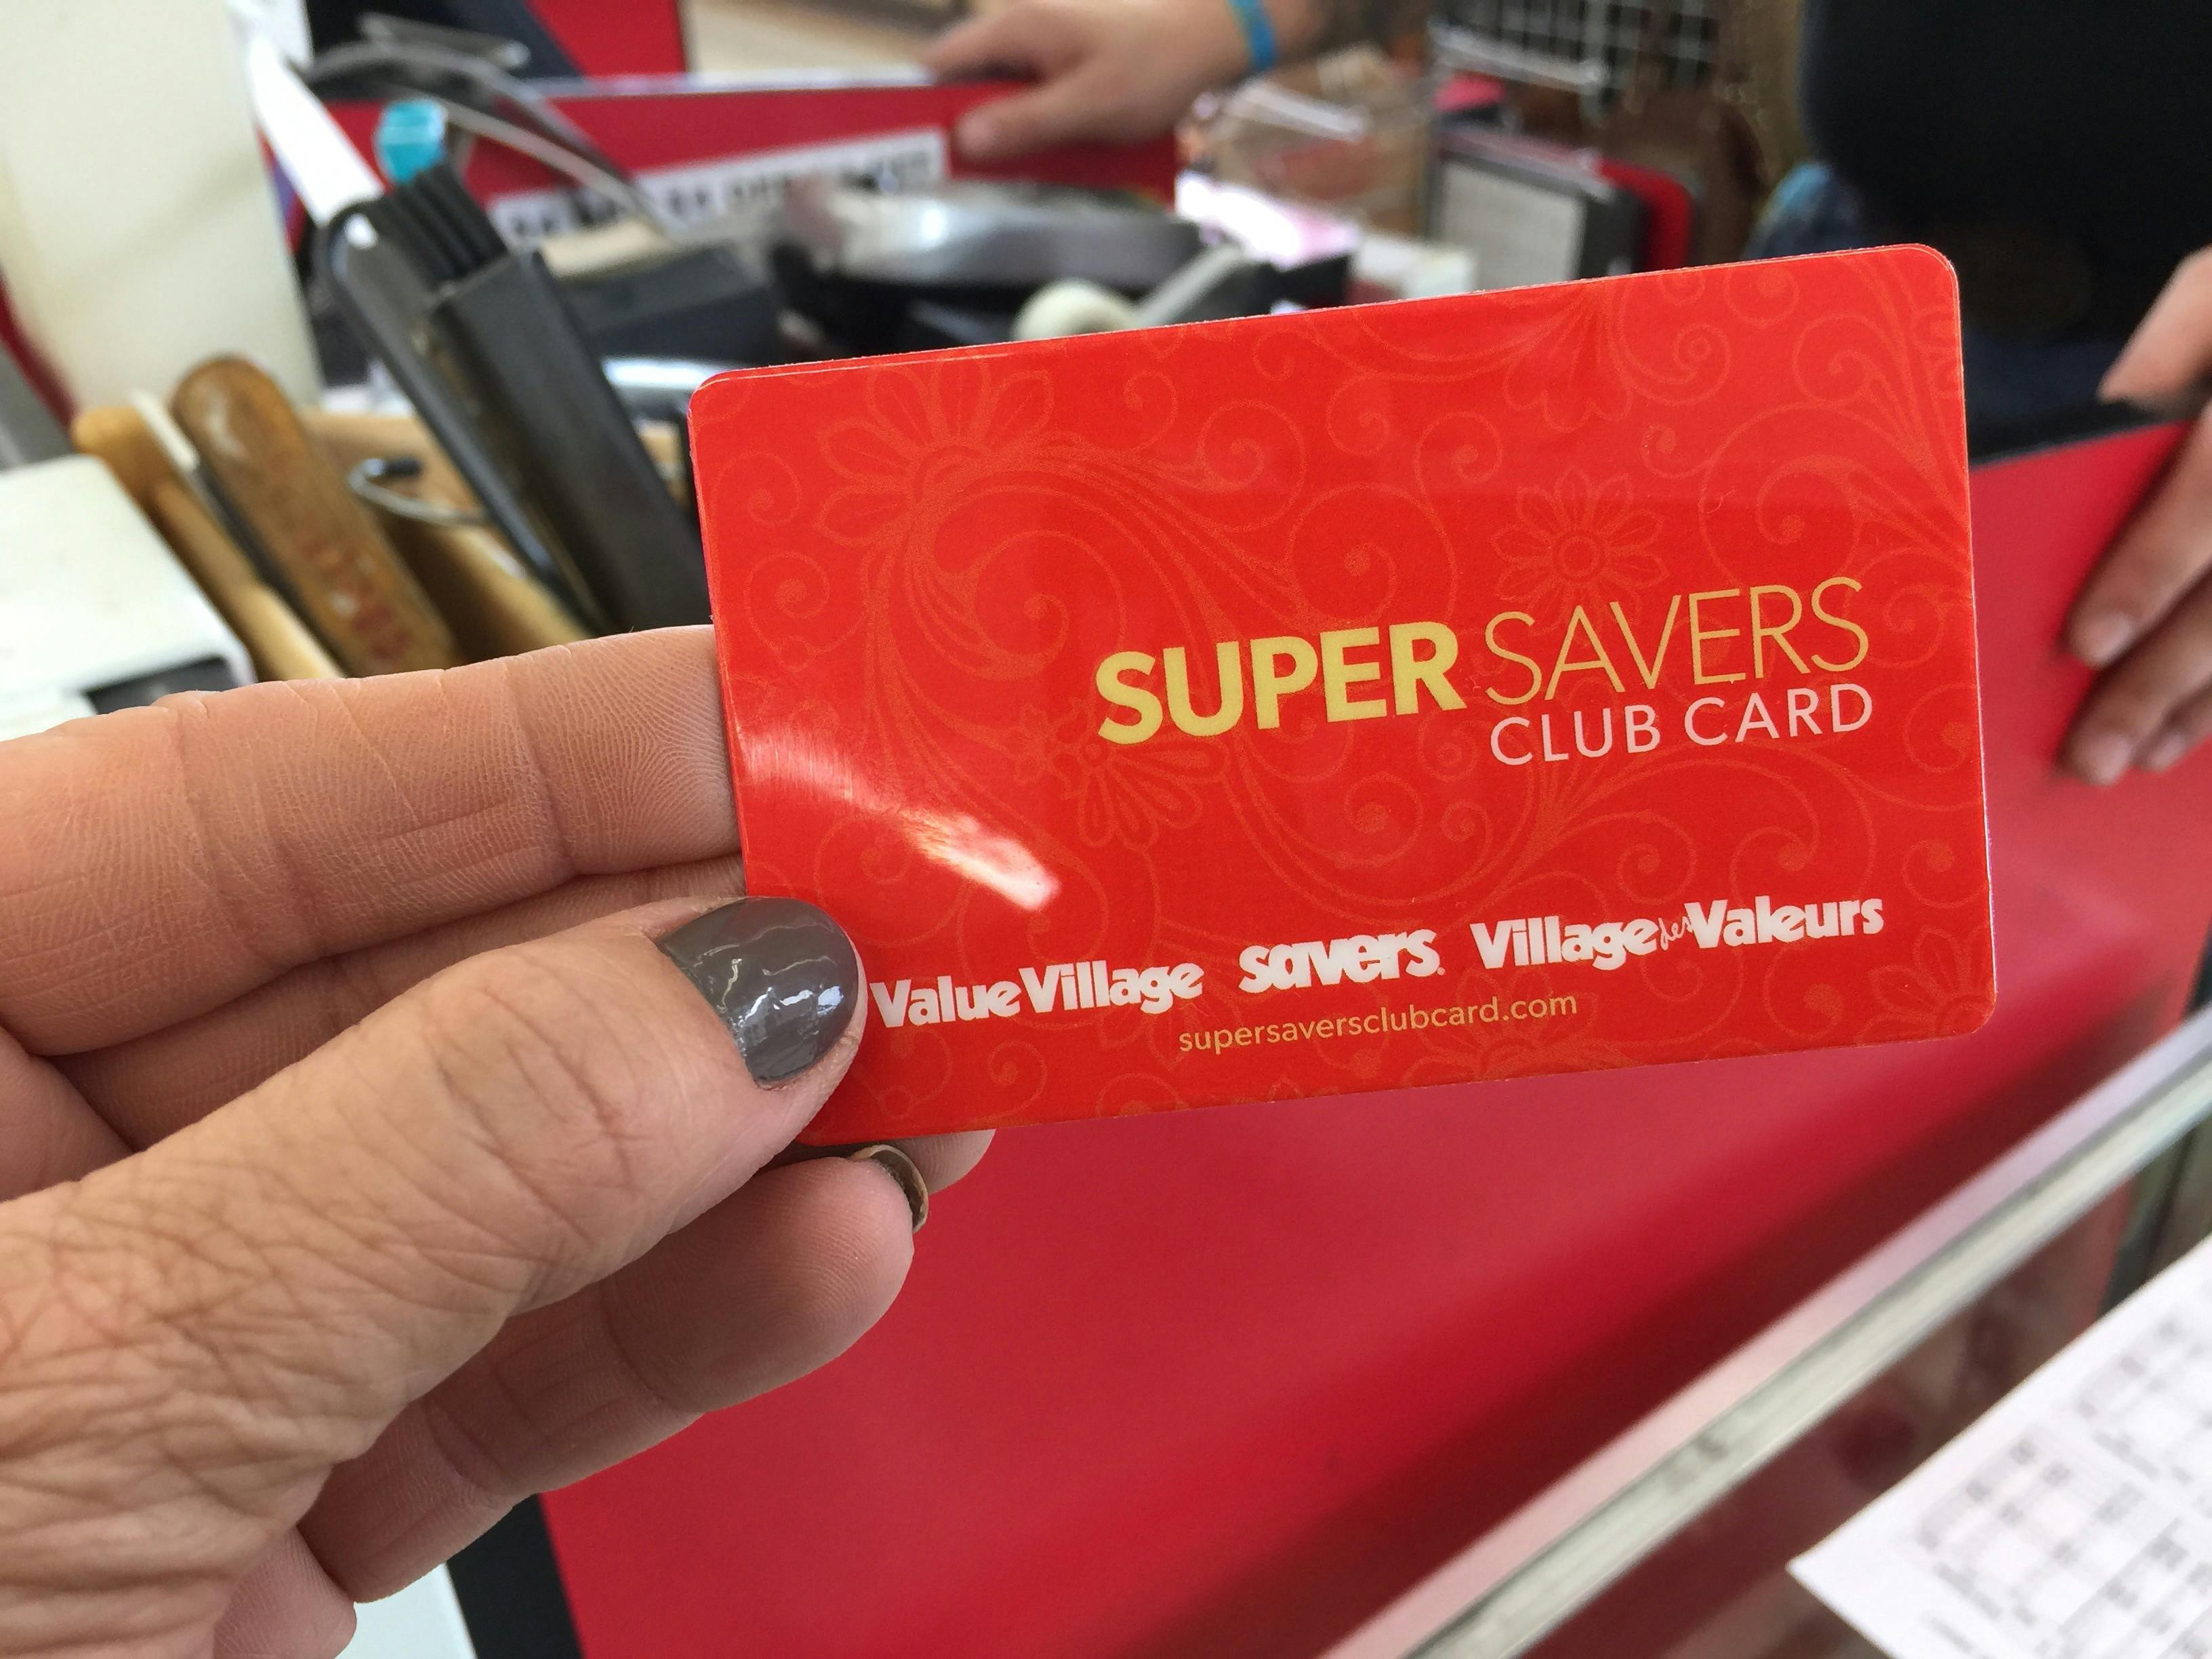 SUPER SAVERS
CLUB CARD
Value Village savers. Village des Valeurs
supersaversclubcard.com